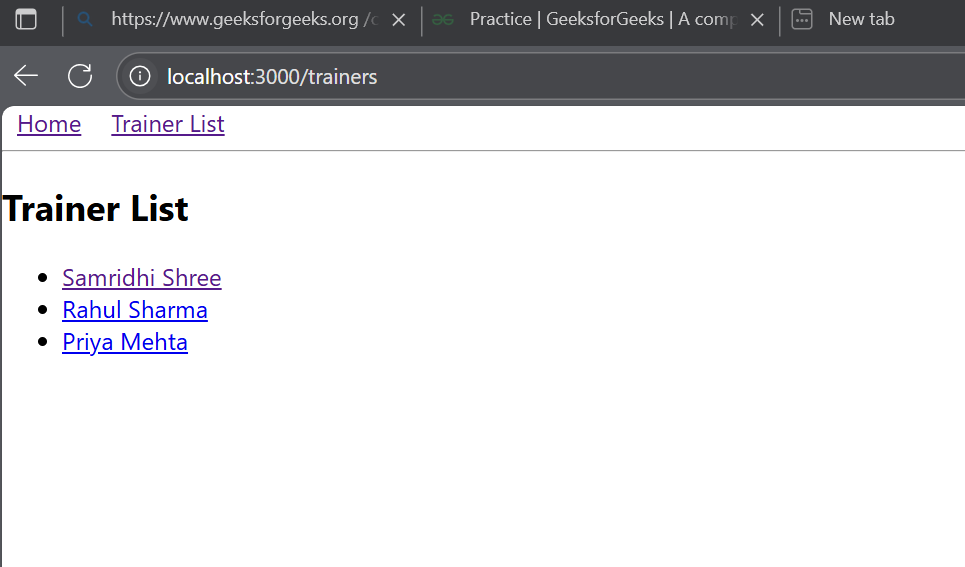 https://www.geeksforgeeks.org /c
Practice | GeeksforGeeks | A comp
New tab
localhost:3000/trainers
Home Trainer List
Trainer List
Samridhi Shree
Rahul Sharma
Priya Mehta